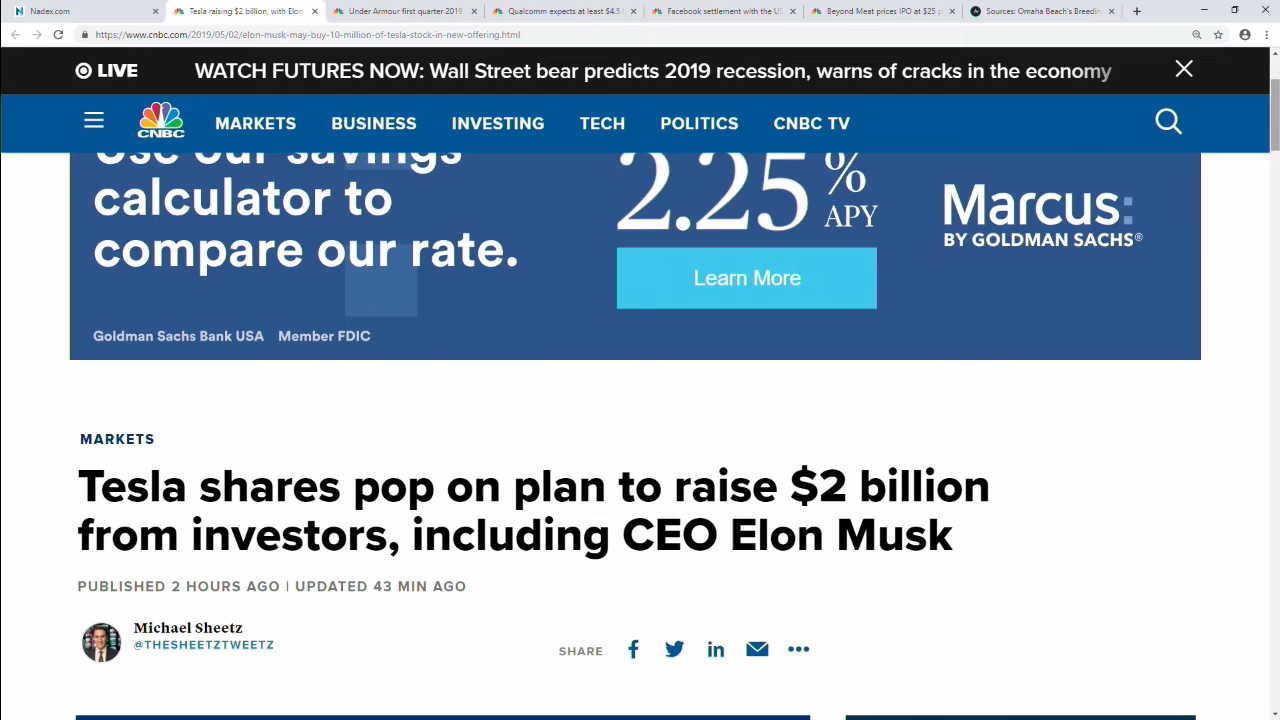 Nadex.com
Tesla raising $2 billion, with Elon
Under Armour first quarter 2019
Qualcomm expects at least $4.5
Facebook settlement with the US
Beyond Meat prices IPO at $25 p
Sources: Omaha Beach's Breedin
https://www.cnbc.com/2019/05/02/elon-musk-may-buy-10-million-of-tesla-stock-in-new-offering.html
LIVE
WATCH FUTURES NOW: Wall Street bear predicts 2019 recession, warns of cracks in the economy
CNBC
MARKETS
BUSINESS
INVESTING
TECH
POLITICS
CNBC TV
Use our savings
calculator to
compare our rate.
2.25%
APY
Learn More
Marcus:
BY GOLDMAN SACHS®
Goldman Sachs Bank USA Member FDIC
MARKETS
Tesla shares pop on plan to raise $2 billion
from investors, including CEO Elon Musk
PUBLISHED 2 HOURS AGO | UPDATED 43 MIN AGO
Michael Sheetz
@THESHEETZTWEETZ
SHARE